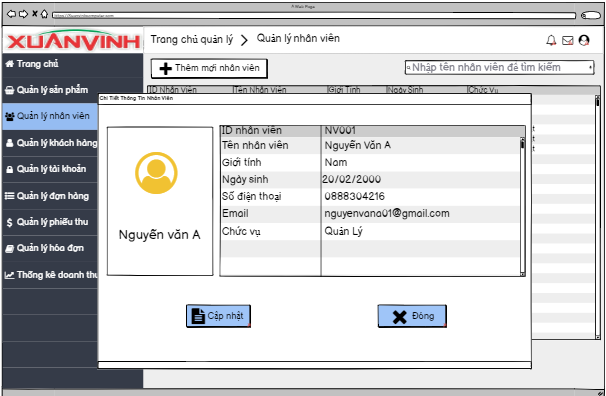 A Web Page
https://Xuanvinhcomputer.com
XUÂNVINH
Trang chủ quản lý > Quản lý nhân viên
Trang chủ
Quản lý sản phẩm
Quản lý nhân viên
Quản lý khách hàng
Quản lý tài khoản
Quản lý đơn hàng
Quản lý phiếu thu
Quản lý hóa đơn
Thống kê doanh thu
Thêm mới nhân viên
Nhập tên nhân viên để tìm kiếm
ID Nhân Viên Tên Nhân Viên Giới Tính Ngày Sinh Chức Vụ
Chi Tiết Thông Tin Nhân Viên
Nguyễn văn A
ID nhân viên NV001
Tên nhân viên Nguyễn Văn A
Giới tính Nam
Ngày sinh 20/02/2000
Số điện thoại 0888304216
Email nguyenvana01@gmail.com
Chức vụ Quản Lý
Cập nhật
Đóng